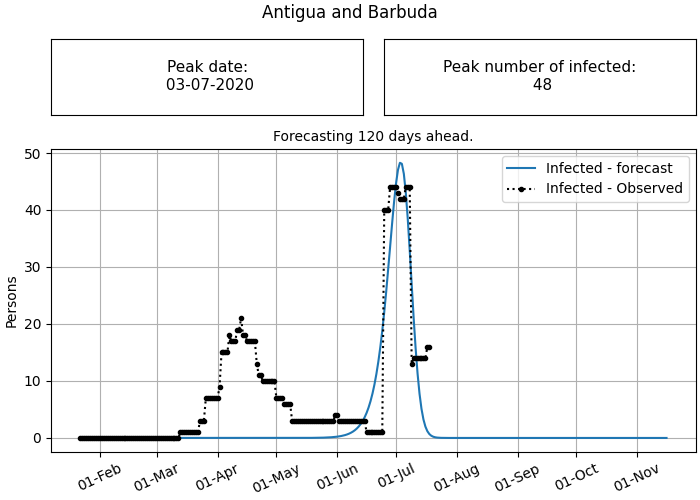 Antigua and Barbuda
Peak date:
03-07-2020
Peak number of infected:
48
Forecasting 120 days ahead.
Infected - forecast
Infected - Observed
Persons
50
40
30
20
10
0
01-Feb
01-Mar
01-Apr
01-May
01-Jun
01-Jul
01-Aug
01-Sep
01-Oct
01-Nov